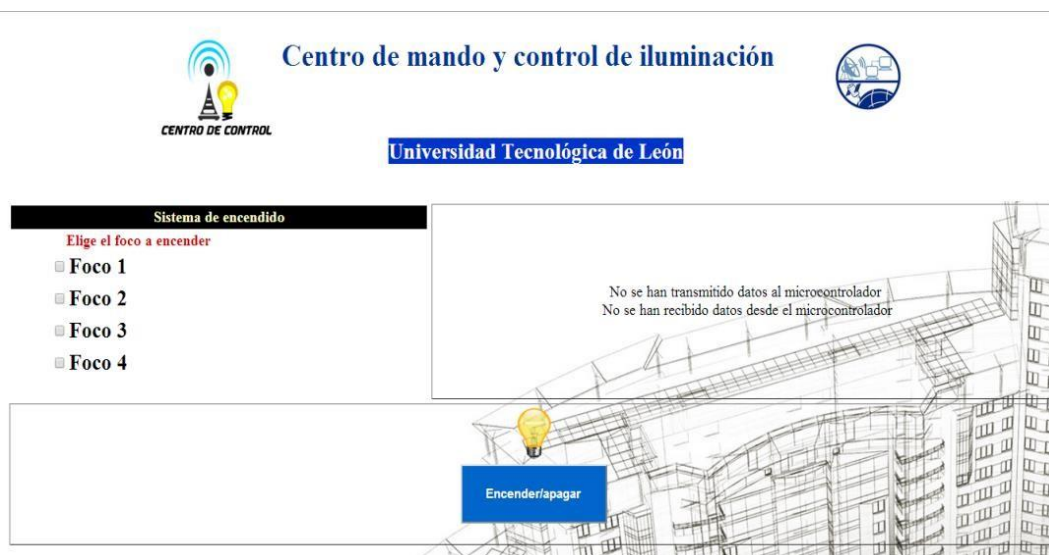 Centro de mando y control de iluminación
CENTRO DE CONTROL
Universidad Tecnológica de León
Sistema de encendido
Elige el foco a encender
Foco 1
Foco 2
Foco 3
Foco 4
No se han transmitido datos al microcontrolador
No se han recibido datos desde el microcontrolador
Encender/apagar